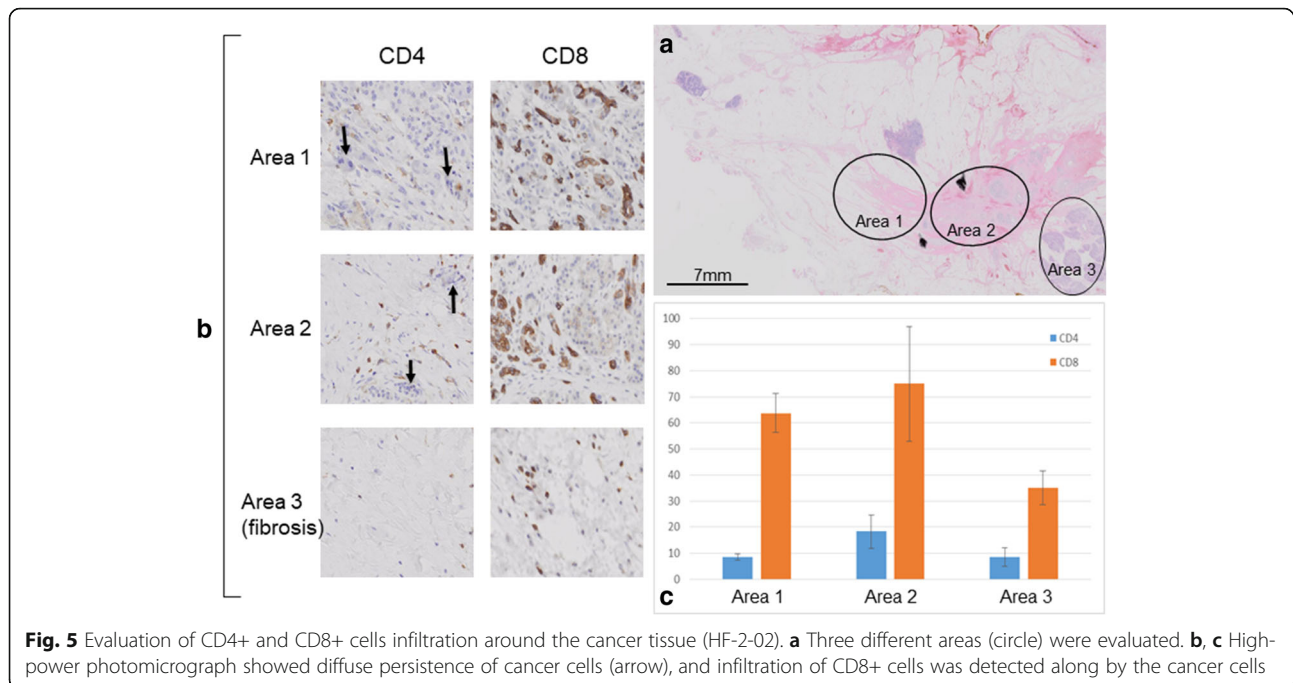 CD4 CD8
Area 1
Area 2
Area 3
(fibrosis)
b
a
Area 1
Area 2
Area 3
7mm
100
90
80
70
60
50
40
30
20
10
0
CD4
CD8
c
Area 1 Area 2 Area 3
Fig. 5 Evaluation of CD4+ and CD8+ cells infiltration around the cancer tissue (HF-2-02). a Three different areas (circle) were evaluated. b, c High-
power photomicrograph showed diffuse persistence of cancer cells (arrow), and infiltration of CD8+ cells was detected along by the cancer cells